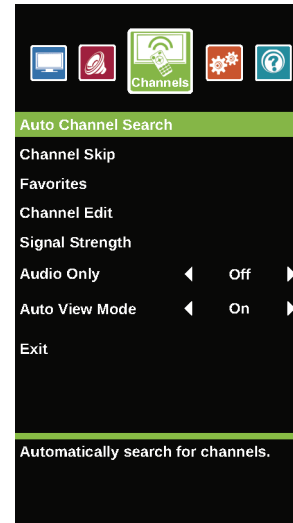 Channels
Auto Channel Search
Channel Skip
Favorites
Channel Edit
Signal Strength
Audio Only Off
Auto View Mode On
Exit
Automatically search for channels.